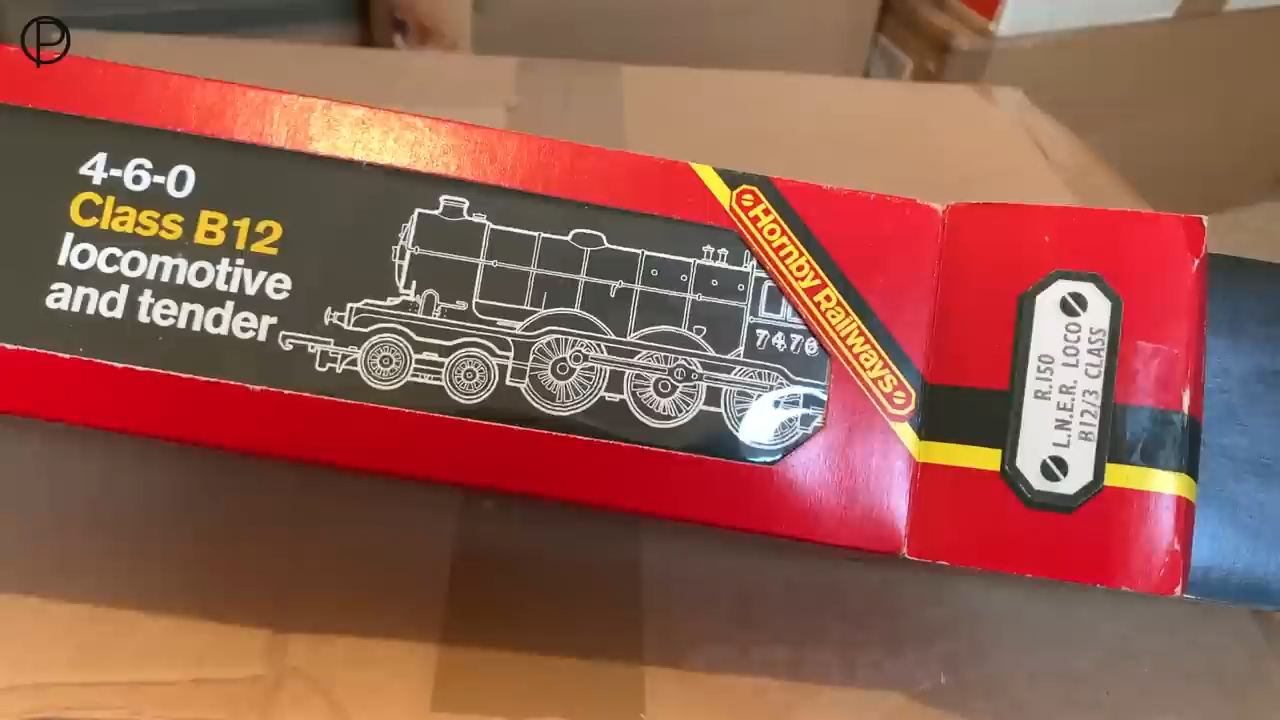 4-6-0
Class B12
locomotive
and tender
7476
Hornby Railways
R.150
L.N.E.R. LOCO
B12/3 CLASS